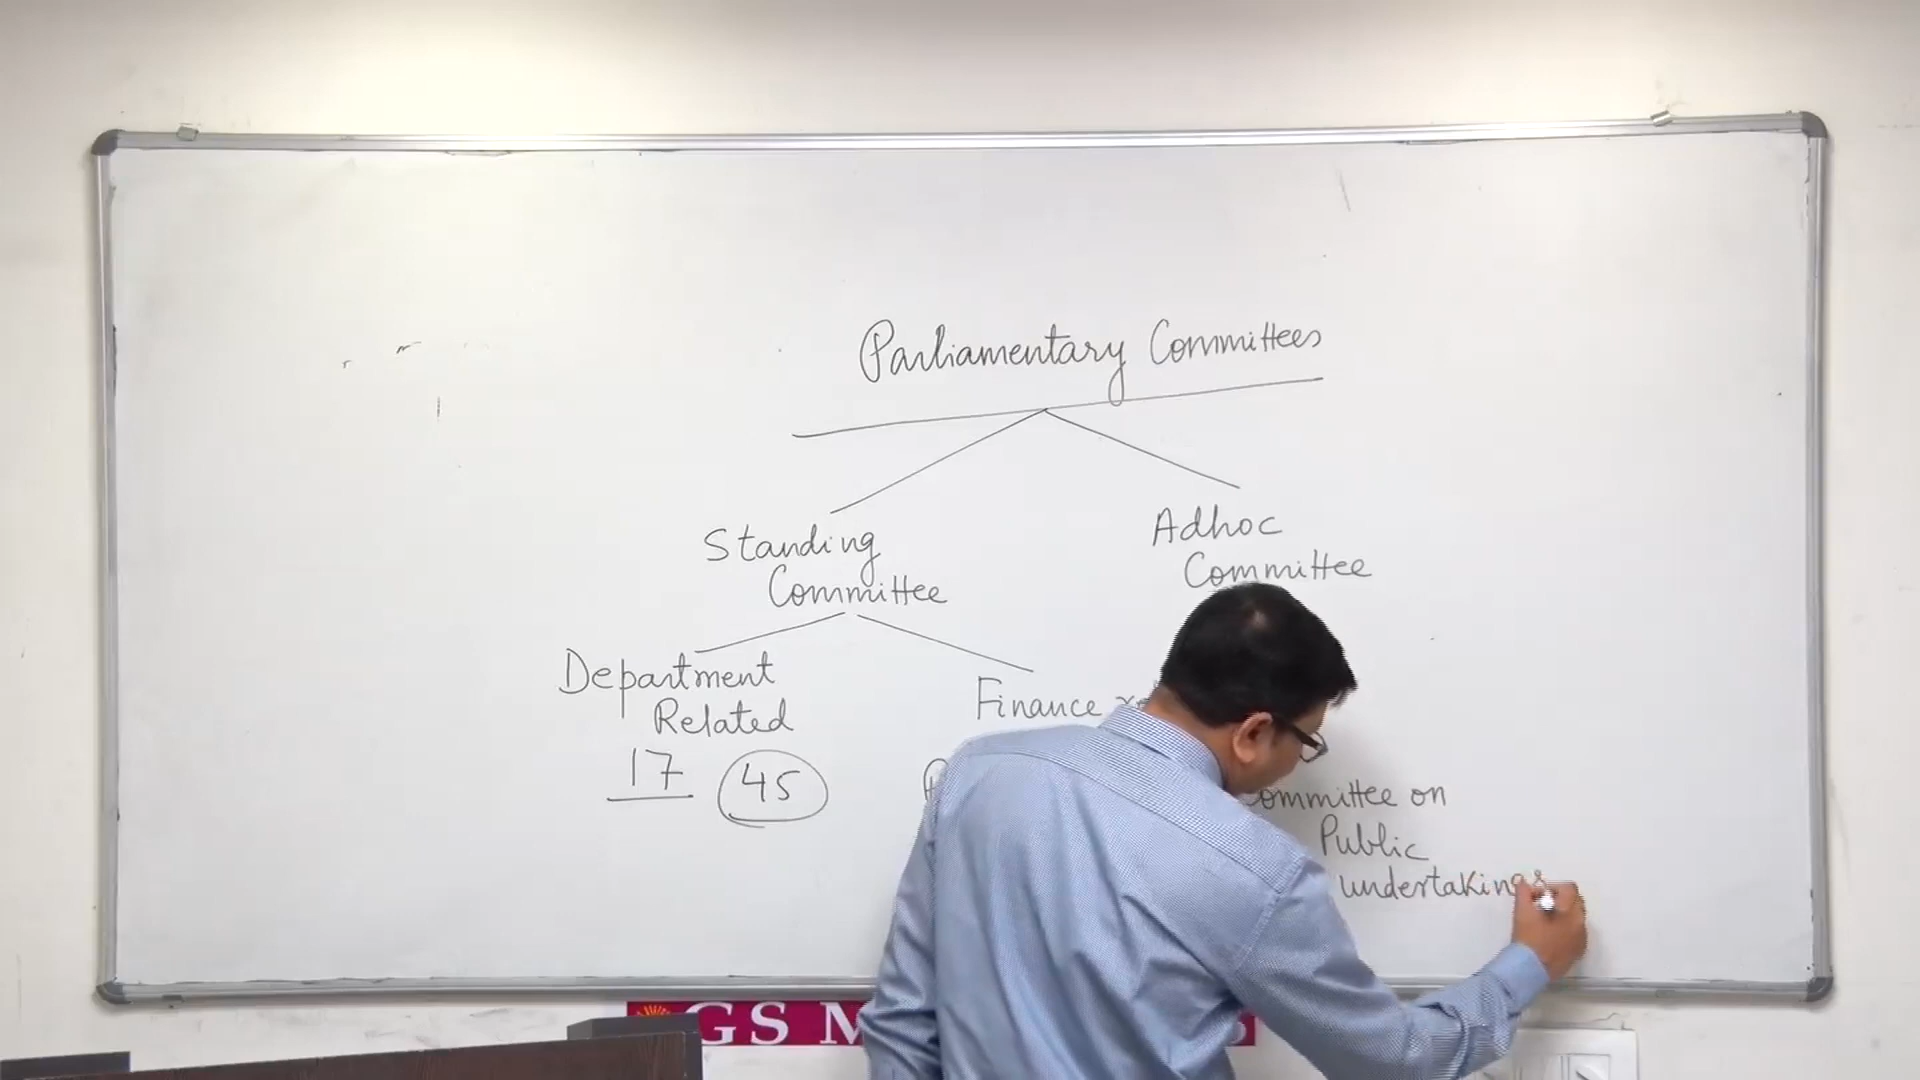 Parliamentary Committees
Standing
Committee
Adhoc
Committee
Department
Related
17 45
Finance
Committee on
Public
undertakings
GS